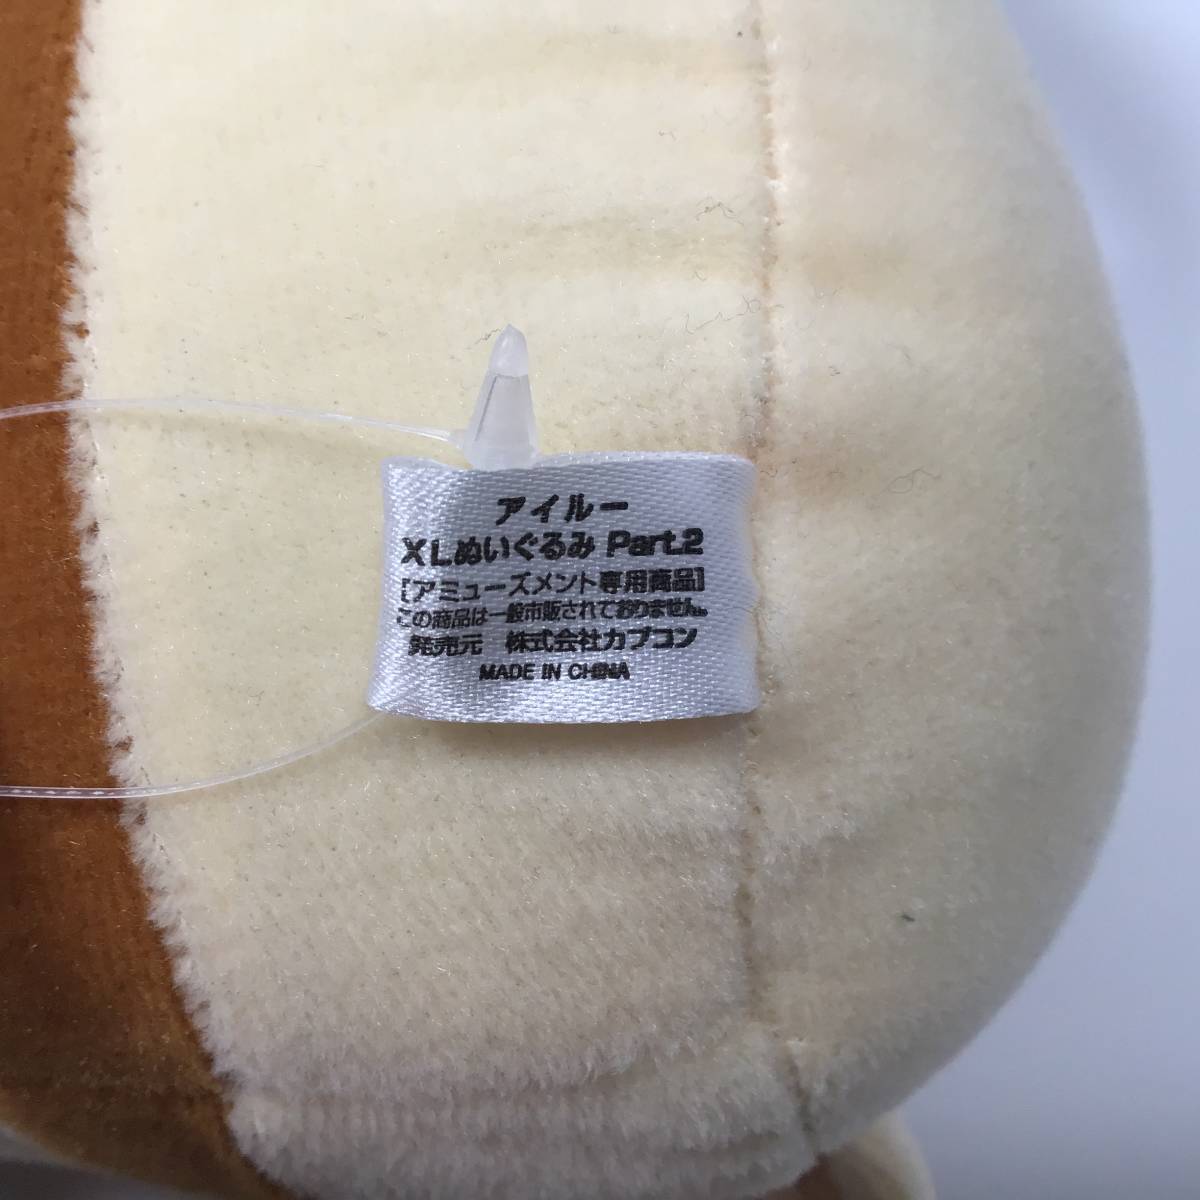 アイルー
XLぬいぐるみ Part.2
[アミューズメント専用商品]
この商品は一般市販されておりません。
発売元 株式会社カプコン
MADE IN CHINA